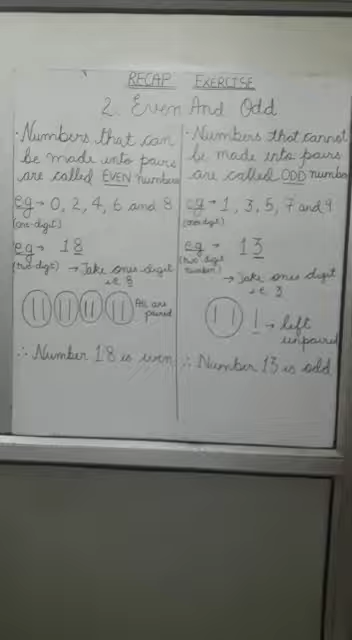 RECAP EXERCISE
2. Even And Odd
· Numbers that can
be made into pairs
are called EVEN numbers
eg → 0, 2, 4, 6 and 8
(one-digit)
eg → 18
(two-digit) → Take ones digit
i.e. 8
All are
paired
∴ Number 18 is even
· Numbers that cannot
be made into pairs
are called ODD number
eg → 1, 3, 5, 7 and 9
(one-digit)
eg → 13
(two digit
number)
→ Take ones digit
i.e. 3
→ left
unpaired
∴ Number 13 is odd